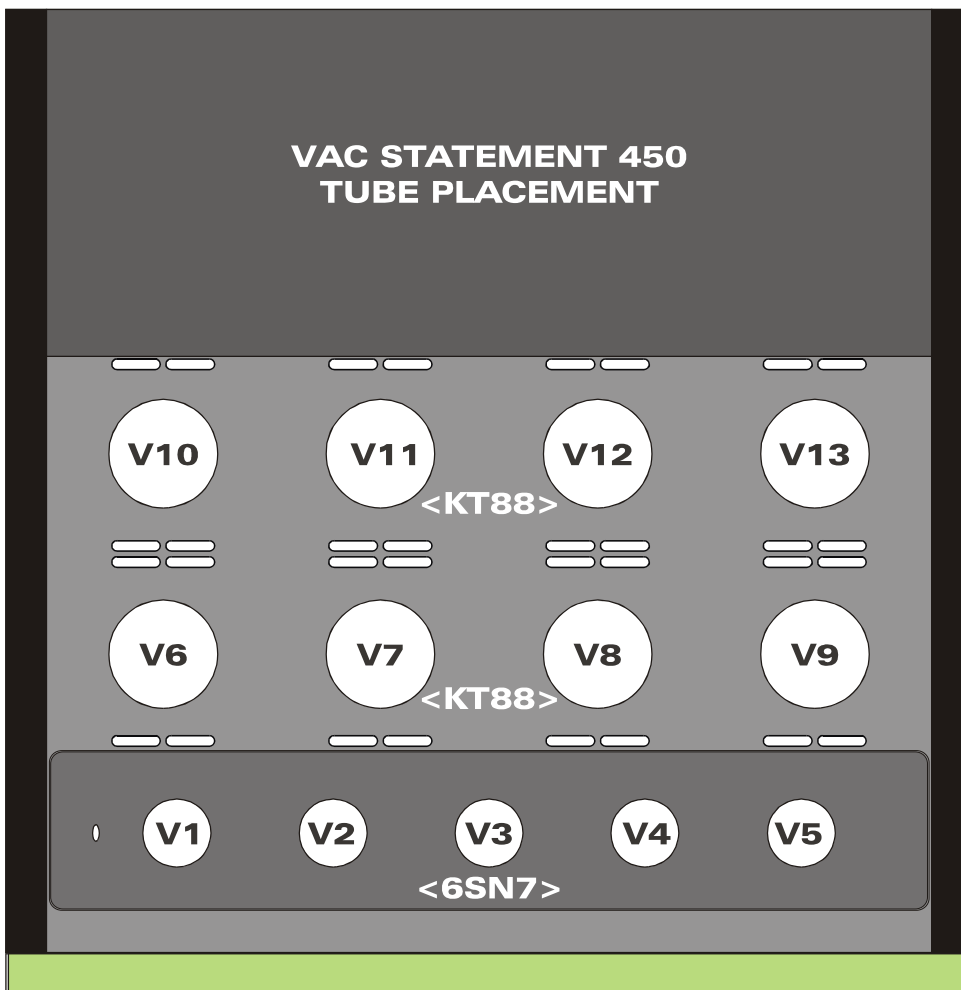 VAC STATEMENT 450
TUBE PLACEMENT
V10 V11 V12 V13
<KT88>
V6 V7 V8 V9
<KT88>
V1 V2 V3 V4 V5
<6SN7>